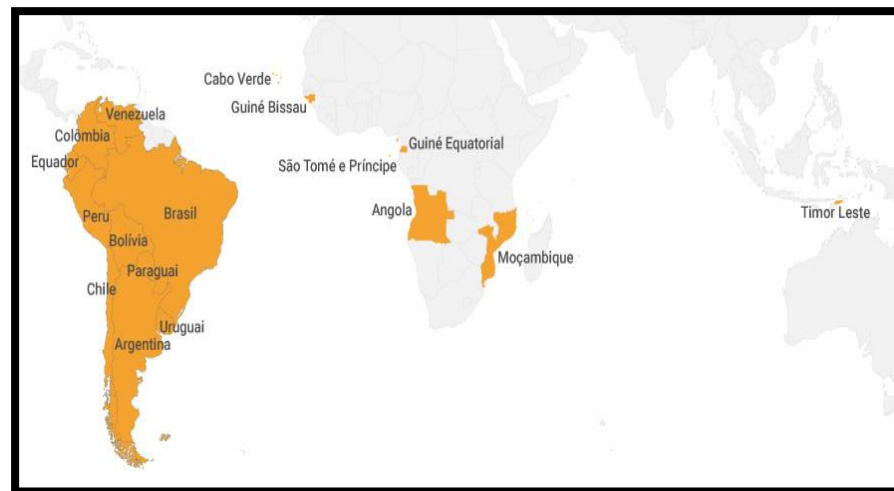 Cabo Verde
Guiné Bissau
Venezuela
Colômbia
Guiné Equatorial
Equador
São Tomé e Príncipe
Peru
Brasil
Angola
Timor Leste
Bolívia
Moçambique
Paraguai
Chile
Uruguai
Argentina